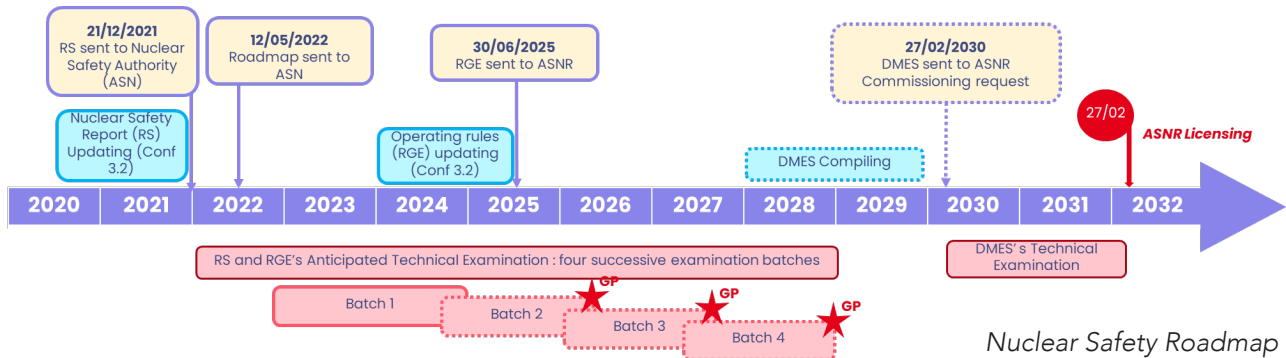 21/12/2021
RS sent to Nuclear
Safety Authority
(ASN)
12/05/2022
Roadmap sent to
ASN
30/06/2025
RGE sent to ASNR
27/02/2030
DMES sent to ASNR
Commissioning request
27/02
ASNR Licensing
Nuclear Safety
Report (RS)
Updating (Conf
3.2)
Operating rules
(RGE) updating
(Conf 3.2)
DMES Compiling
2020 2021 2022 2023 2024 2025 2026 2027 2028 2029 2030 2031 2032
RS and RGE's Anticipated Technical Examination : four successive examination batches
DMES' s Technical
Examination
Batch 1
Batch 2
GP
Batch 3
GP
Batch 4
GP
Nuclear Safety Roadmap